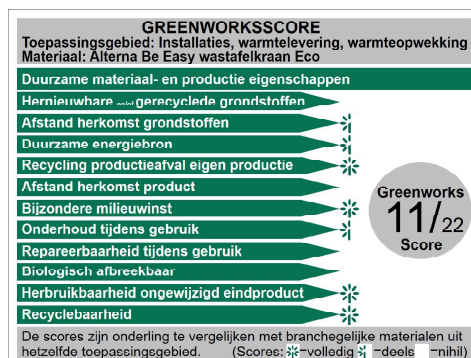 GREENWORKSSCORE
Toepassingsgebied: Installaties, warmtelevering, warmteopwekking
Materiaal: Alterna Be Easy wastafelkraan Eco
Duurzame materiaal- en productie eigenschappen
Hernieuwbare en/of gerecyclede grondstoffen
Afstand herkomst grondstoffen
Duurzame energiebron
Recycling productieafval eigen productie
Afstand herkomst product
Bijzondere milieuwinst
Onderhoud tijdens gebruik
Repareerbaarheid tijdens gebruik
Biologisch afbreekbaar
Herbruikbaarheid ongewijzigd eindproduct
Recyclebaarheid
Greenworks
11/22
Score
De scores zijn onderling te vergelijken met branchegelijke materialen uit
hetzelfde toepassingsgebied. (Scores: =volledig =deels =nihil)